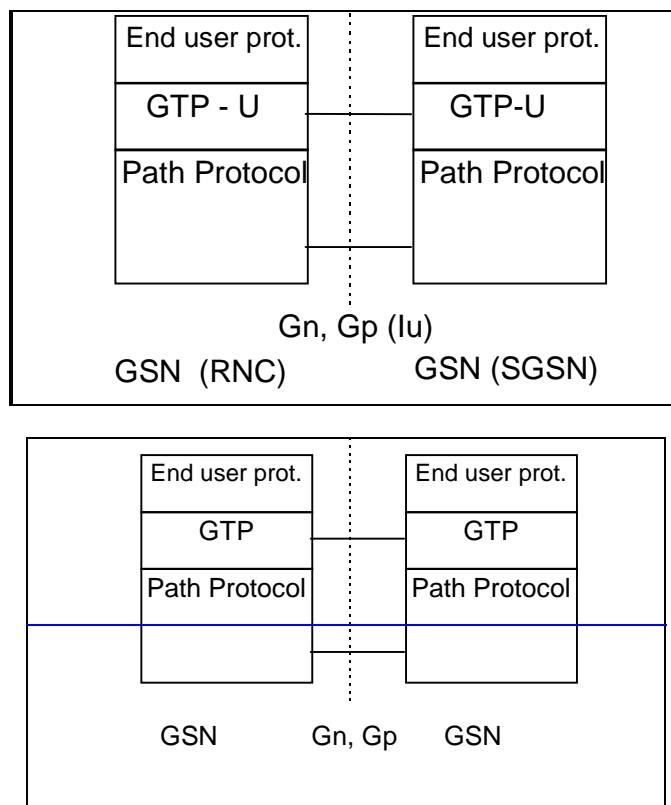 End user prot. End user prot.
GTP - U GTP-U
Path Protocol Path Protocol
Gn, Gp (Iu)
GSN (RNC) GSN (SGSN)
End user prot. End user prot.
GTP GTP
Path Protocol Path Protocol
GSN Gn, Gp GSN